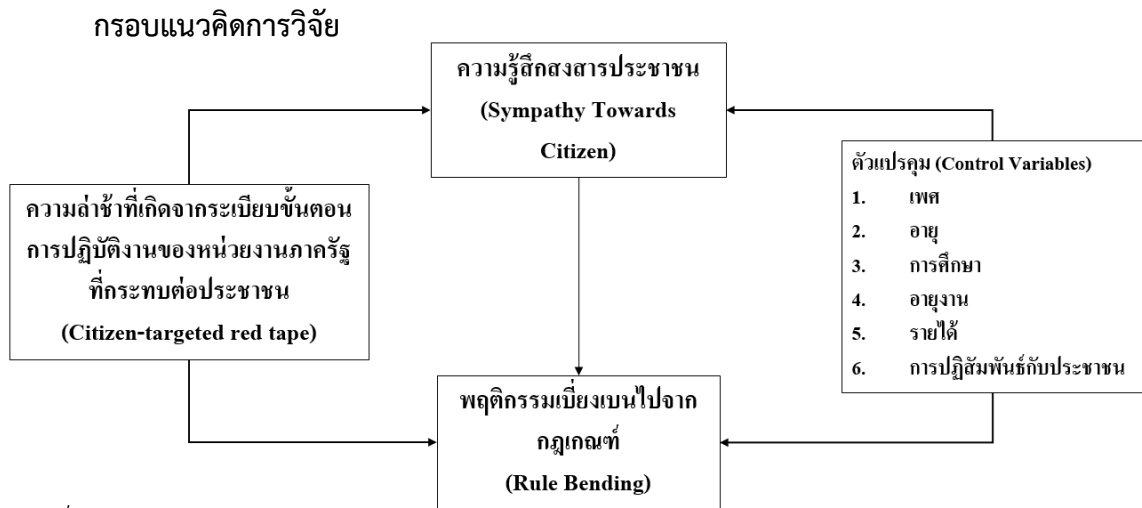 กรอบแนวคิดการวิจัย
ความรู้สึกสงสารประชาชน
(Sympathy Towards
Citizen)
ความล่าช้าที่เกิดจากระเบียบขั้นตอน
การปฏิบัติงานของหน่วยงานภาครัฐ
ที่กระทบต่อประชาชน
(Citizen-targeted red tape)
ตัวแปรคุม (Control Variables)
1. เพศ
2. อายุ
3. การศึกษา
4. อายุงาน
5. รายได้
6. การปฏิสัมพันธ์กับประชาชน
พฤติกรรมเบี่ยงเบนไปจาก
กฎเกณฑ์
(Rule Bending)